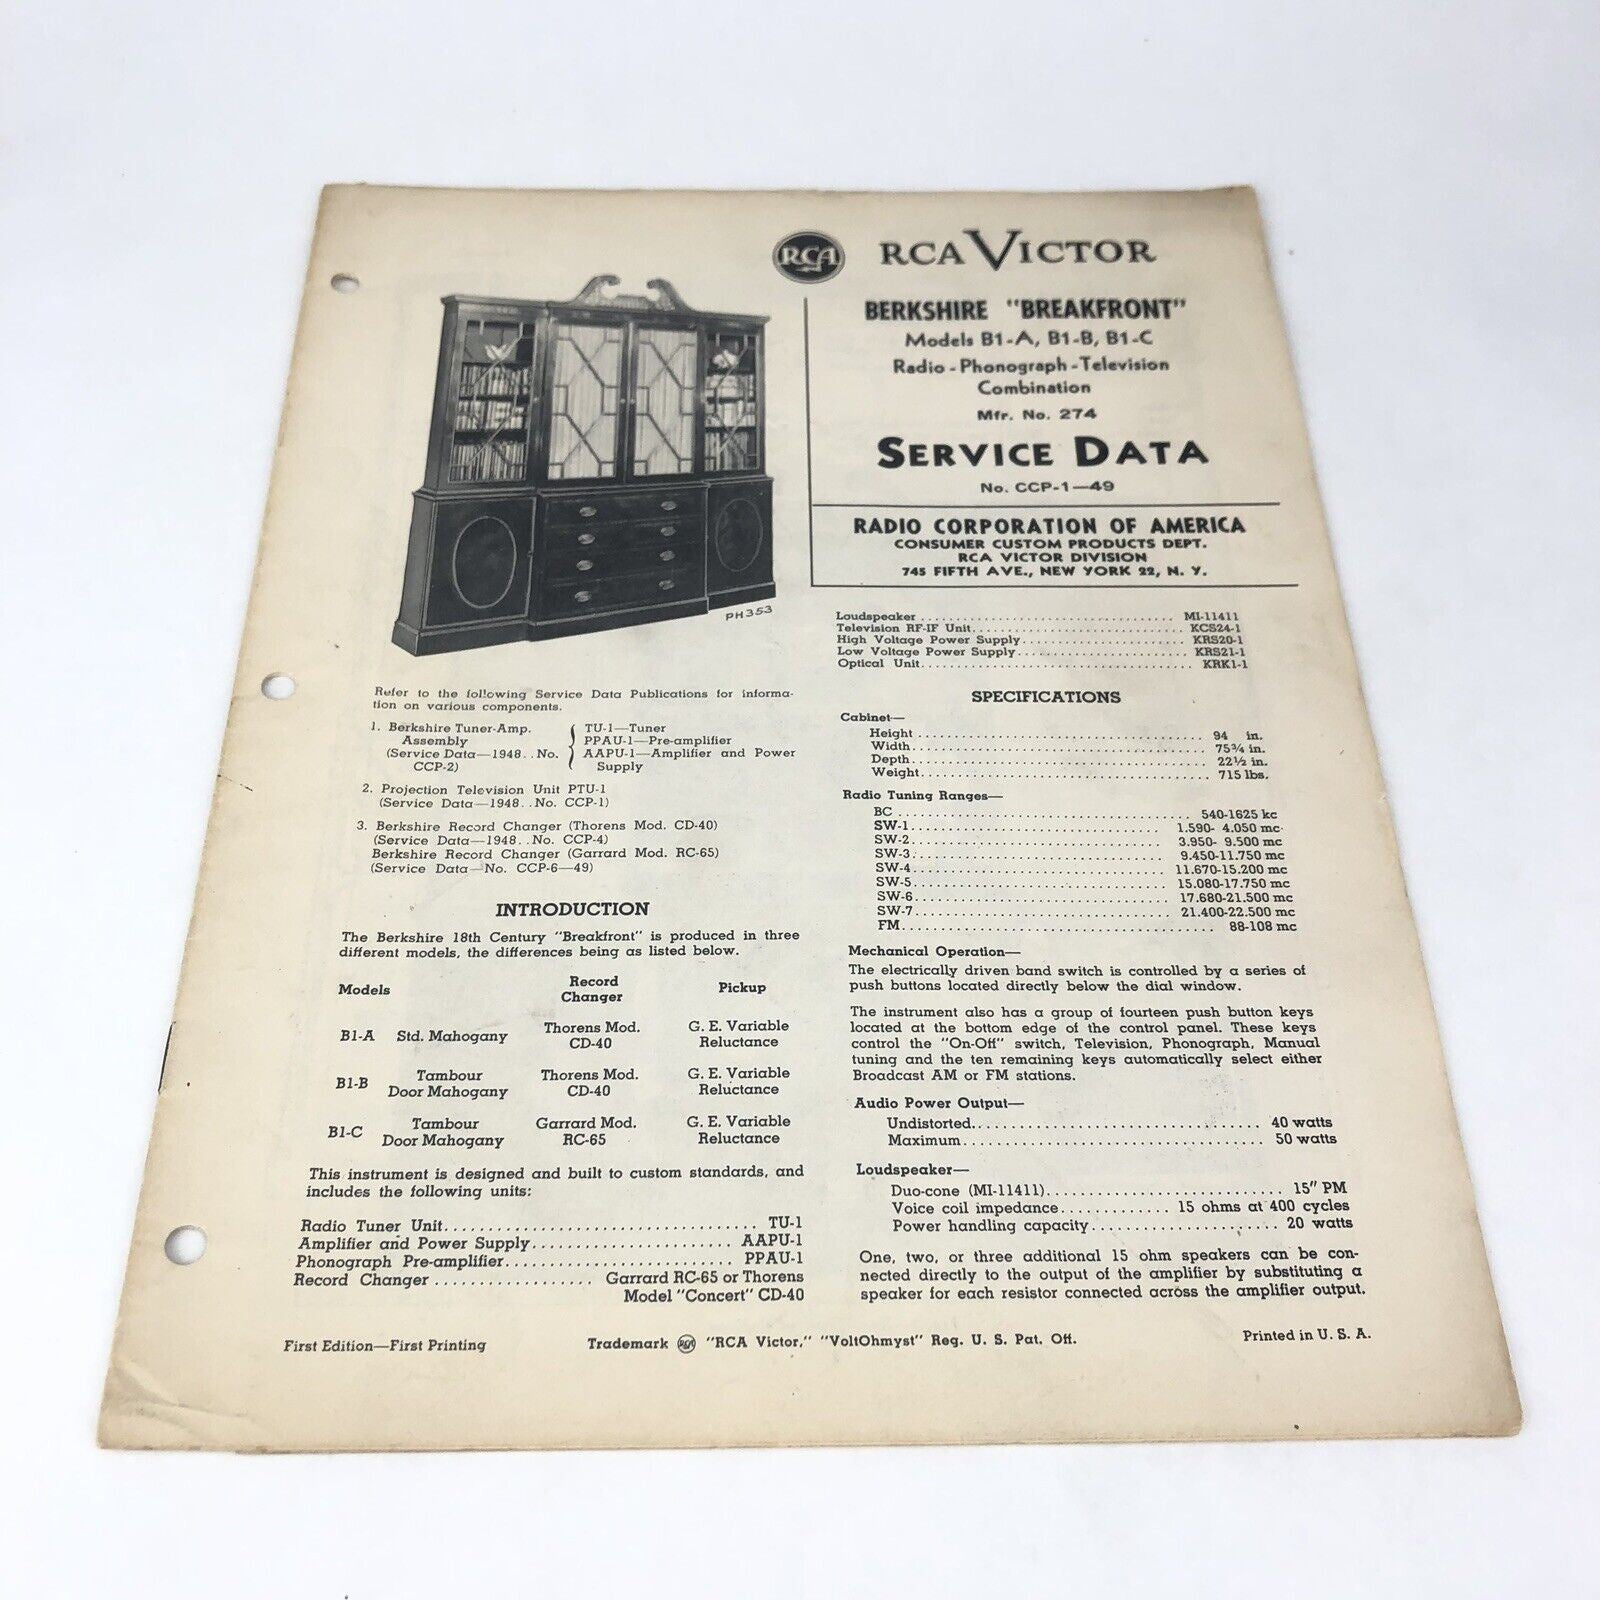 RCA RCA VICTOR
BERKSHIRE "BREAKFRONT"
Models B1-A, B1-B, B1-C
Radio - Phonograph - Television
Combination
Mfr. No. 274
SERVICE DATA
No. CCP-1—49
RADIO CORPORATION OF AMERICA
CONSUMER CUSTOM PRODUCTS DEPT.
RCA VICTOR DIVISION
745 FIFTH AVE., NEW YORK 22, N. Y.
PH353
Refer to the following Service Data Publications for informa-
tion on various components.
1. Berkshire Tuner-Amp. TU-1—Tuner
Assembly PPAU-1—Pre-amplifier
(Service Data—1948..No. AAPU-1—Amplifier and Power
CCP-2) Supply
2. Projection Television Unit PTU-1
(Service Data—1948..No. CCP-1)
3. Berkshire Record Changer (Thorens Mod. CD-40)
(Service Data—1948..No. CCP-4)
Berkshire Record Changer (Garrard Mod. RC-65)
(Service Data—No. CCP-6—49)
INTRODUCTION
The Berkshire 18th Century "Breakfront" is produced in three
different models, the differences being as listed below.
Models Record Changer Pickup
B1-A Std. Mahogany Thorens Mod. CD-40 G. E. Variable Reluctance
B1-B Tambour Door Mahogany Thorens Mod. CD-40 G. E. Variable Reluctance
B1-C Tambour Door Mahogany Garrard Mod. RC-65 G. E. Variable Reluctance
This instrument is designed and built to custom standards, and
includes the following units:
Radio Tuner Unit.................................... TU-1
Amplifier and Power Supply....................... AAPU-1
Phonograph Pre-amplifier.......................... PPAU-1
Record Changer .................. Garrard RC-65 or Thorens
Model "Concert" CD-40
Loudspeaker .................................. MI-11411
Television RF-IF Unit............................ KCS24-1
High Voltage Power Supply...................... KRS20-1
Low Voltage Power Supply....................... KRS21-1
Optical Unit..................................... KRK1-1
SPECIFICATIONS
Cabinet—
Height ...................................... 94 in.
Width ....................................... 75¾ in.
Depth........................................ 22½ in.
Weight....................................... 715 lbs.
Radio Tuning Ranges—
BC ....................................... 540-1625 kc
SW-1................................ 1.590- 4.050 mc
SW-2................................ 3.950- 9.500 mc
SW-3................................ 9.450-11.750 mc
SW-4................................ 11.670-15.200 mc
SW-5................................ 15.080-17.750 mc
SW-6................................ 17.680-21.500 mc
SW-7................................ 21.400-22.500 mc
FM....................................... 88-108 mc
Mechanical Operation—
The electrically driven band switch is controlled by a series of
push buttons located directly below the dial window.
The instrument also has a group of fourteen push button keys
located at the bottom edge of the control panel. These keys
control the "On-Off" switch, Television, Phonograph, Manual
tuning and the ten remaining keys automatically select either
Broadcast AM or FM stations.
Audio Power Output—
Undistorted.................................. 40 watts
Maximum.................................... 50 watts
Loudspeaker—
Duo-cone (MI-11411)........................... 15" PM
Voice coil impedance............. 15 ohms at 400 cycles
Power handling capacity...................... 20 watts
One, two, or three additional 15 ohm speakers can be con-
nected directly to the output of the amplifier by substituting a
speaker for each resistor connected across the amplifier output.
First Edition—First Printing Trademark RCA "RCA Victor," "VoltOhmyst" Reg. U. S. Pat. Off. Printed in U. S. A.